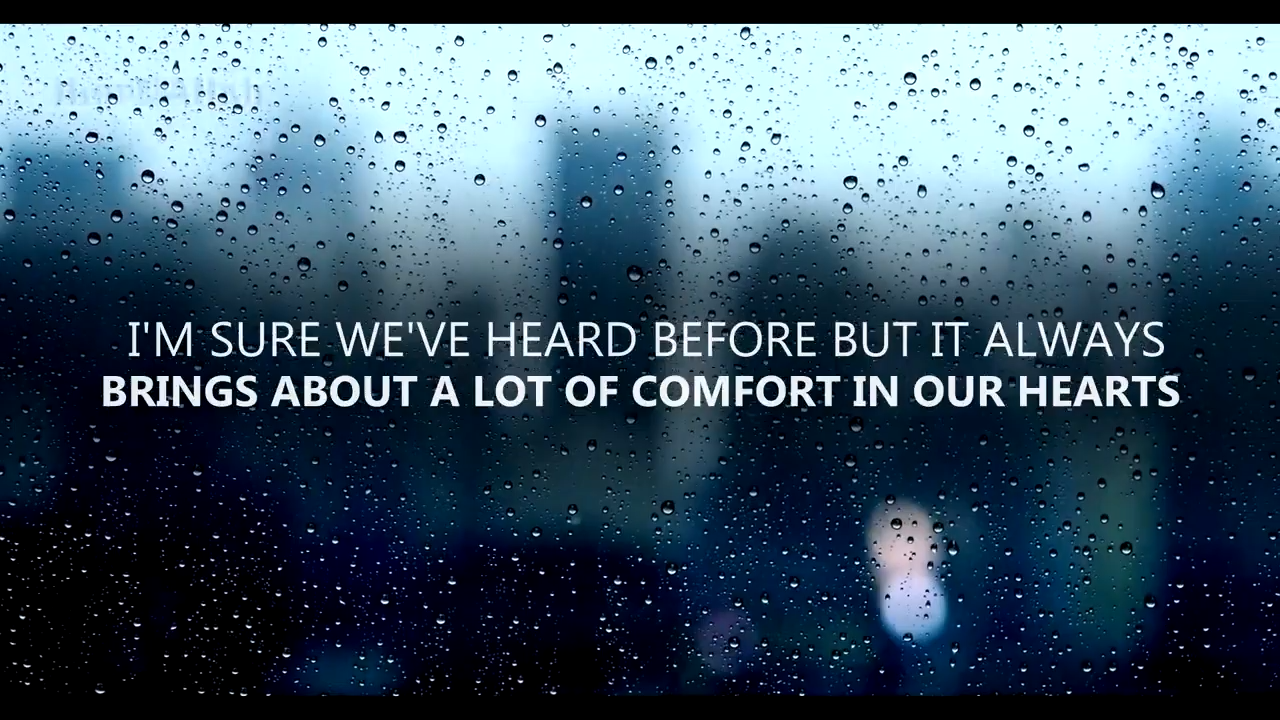 I'M SURE WE'VE HEARD BEFORE BUT IT ALWAYS
BRINGS ABOUT A LOT OF COMFORT IN OUR HEARTS